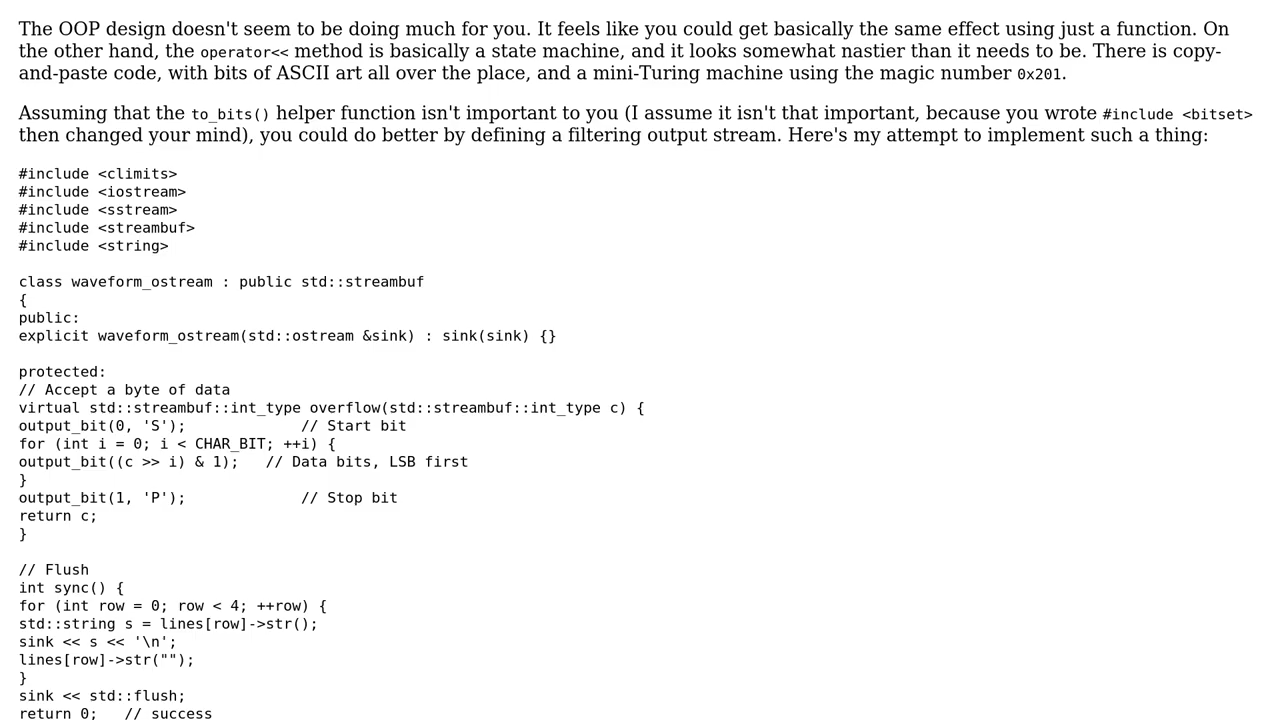 The OOP design doesn't seem to be doing much for you. It feels like you could get basically the same effect using just a function. On
the other hand, the operator<< method is basically a state machine, and it looks somewhat nastier than it needs to be. There is copy-
and-paste code, with bits of ASCII art all over the place, and a mini-Turing machine using the magic number 0x201.
Assuming that the to_bits() helper function isn't important to you (I assume it isn't that important, because you wrote #include <bitset>
then changed your mind), you could do better by defining a filtering output stream. Here's my attempt to implement such a thing:
#include <climits>
#include <iostream>
#include <sstream>
#include <streambuf>
#include <string>
class waveform_ostream : public std::streambuf
{
public:
explicit waveform_ostream(std::ostream &sink) : sink(sink) {}
protected:
// Accept a byte of data
virtual std::streambuf::int_type overflow(std::streambuf::int_type c) {
output_bit(0, 'S');             // Start bit
for (int i = 0; i < CHAR_BIT; ++i) {
output_bit((c >> i) & 1);   // Data bits, LSB first
}
output_bit(1, 'P');             // Stop bit
return c;
}
// Flush
int sync() {
for (int row = 0; row < 4; ++row) {
std::string s = lines[row]->str();
sink << s << '\n';
lines[row]->str("");
}
sink << std::flush;
return 0;   // success